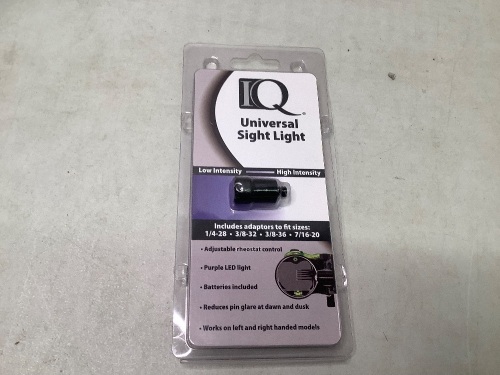 IQ®
Universal
Sight Light
Low Intensity High Intensity
Includes adaptors to fit sizes:
1/4-28 • 3/8-32 • 3/8-36 • 7/16-20
• Adjustable rheostat control
• Purple LED light
• Batteries included
• Reduces pin glare at dawn and dusk
• Works on left and right handed models